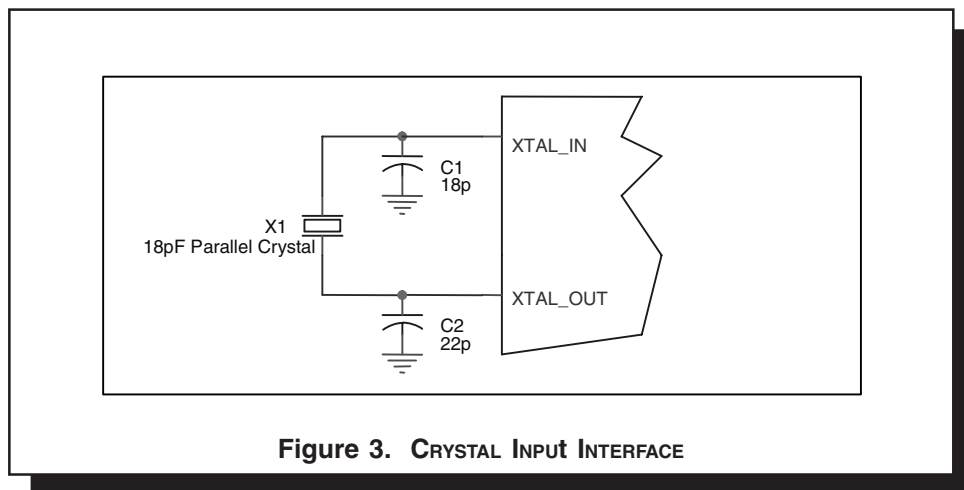 XTAL_IN
C1
18p
X1
18pF Parallel Crystal
XTAL_OUT
C2
22p
Figure 3. CRYSTAL INPUt INTERFACE